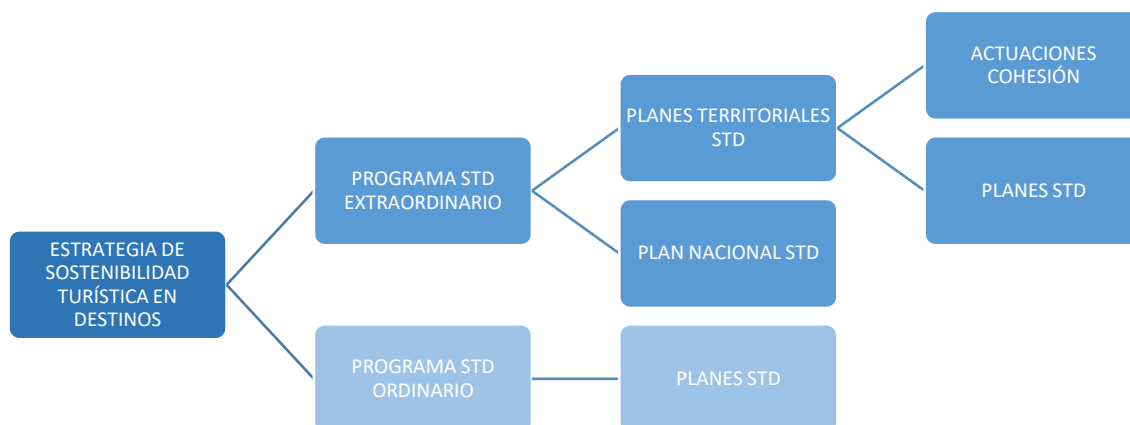 ESTRATEGIA DE
SOSTENIBILIDAD
TURÍSTICA EN
DESTINOS
PROGRAMA STD
EXTRAORDINARIO
PLANES TERRITORIALES
STD
ACTUACIONES
COHESIÓN
PLANES STD
PLAN NACIONAL STD
PROGRAMA STD
ORDINARIO
PLANES STD